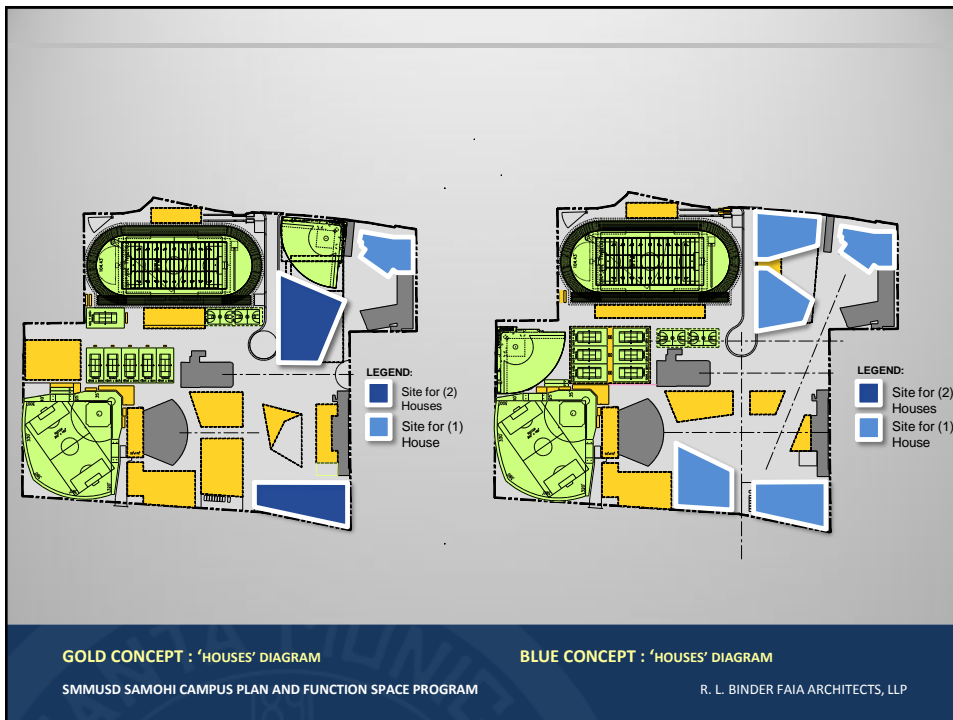 LEGEND:
Site for (2)
Houses
Site for (1)
House
LEGEND:
Site for (2)
Houses
Site for (1)
House
GOLD CONCEPT : ‘HOUSES’ DIAGRAM
BLUE CONCEPT : ‘HOUSES’ DIAGRAM
SMMUSD SAMOHI CAMPUS PLAN AND FUNCTION SPACE PROGRAM
R. L. BINDER FAIA ARCHITECTS, LLP